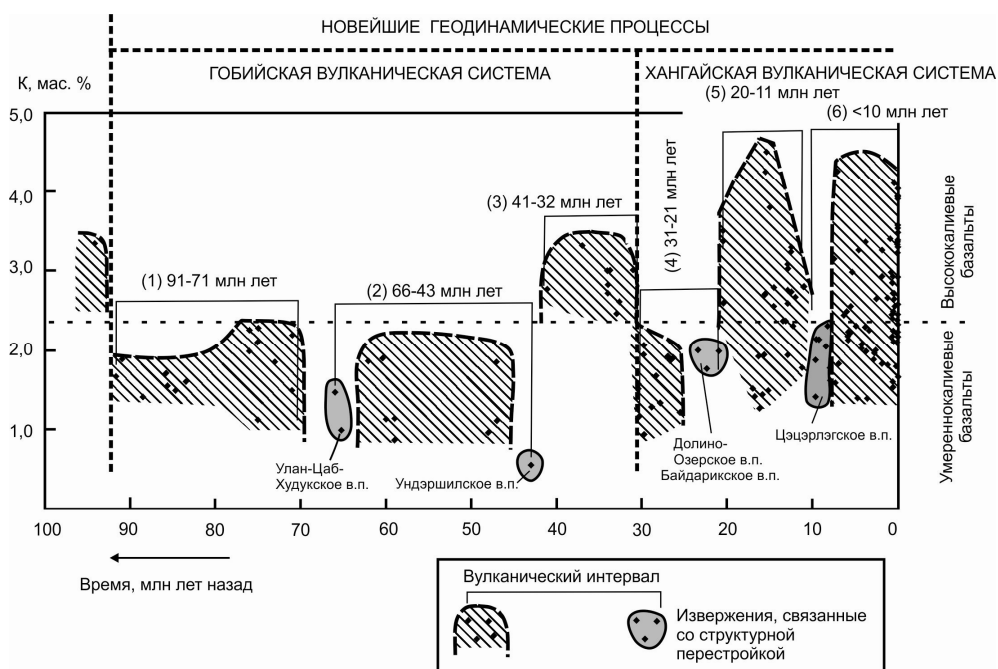 НОВЕЙШИЕ ГЕОДИНАМИЧЕСКИЕ ПРОЦЕССЫ
ГОБИЙСКАЯ ВУЛКАНИЧЕСКАЯ СИСТЕМА
ХАНГАЙСКАЯ ВУЛКАНИЧЕСКАЯ СИСТЕМА
К, мас. %
(5) 20-11 млн лет
(6) <10 млн лет
5,0
4,0
3,0
2,0
1,0
(1) 91-71 млн лет
(2) 66-43 млн лет
(3) 41-32 млн лет
(4) 31-21 млн лет
Высококалиевые
базальты
Умереннокалиевые
базальты
Улан-Цаб-
Худукское в.п.
Ундэршилское в.п.
Долино-
Озерское в.п.
Байдарикское в.п.
Цэцэрлэгское в.п.
100 90 80 70 60 50 40 30 20 10 0
Время, млн лет назад
Вулканический интервал
Извержения, связанные
со структурной
перестройкой